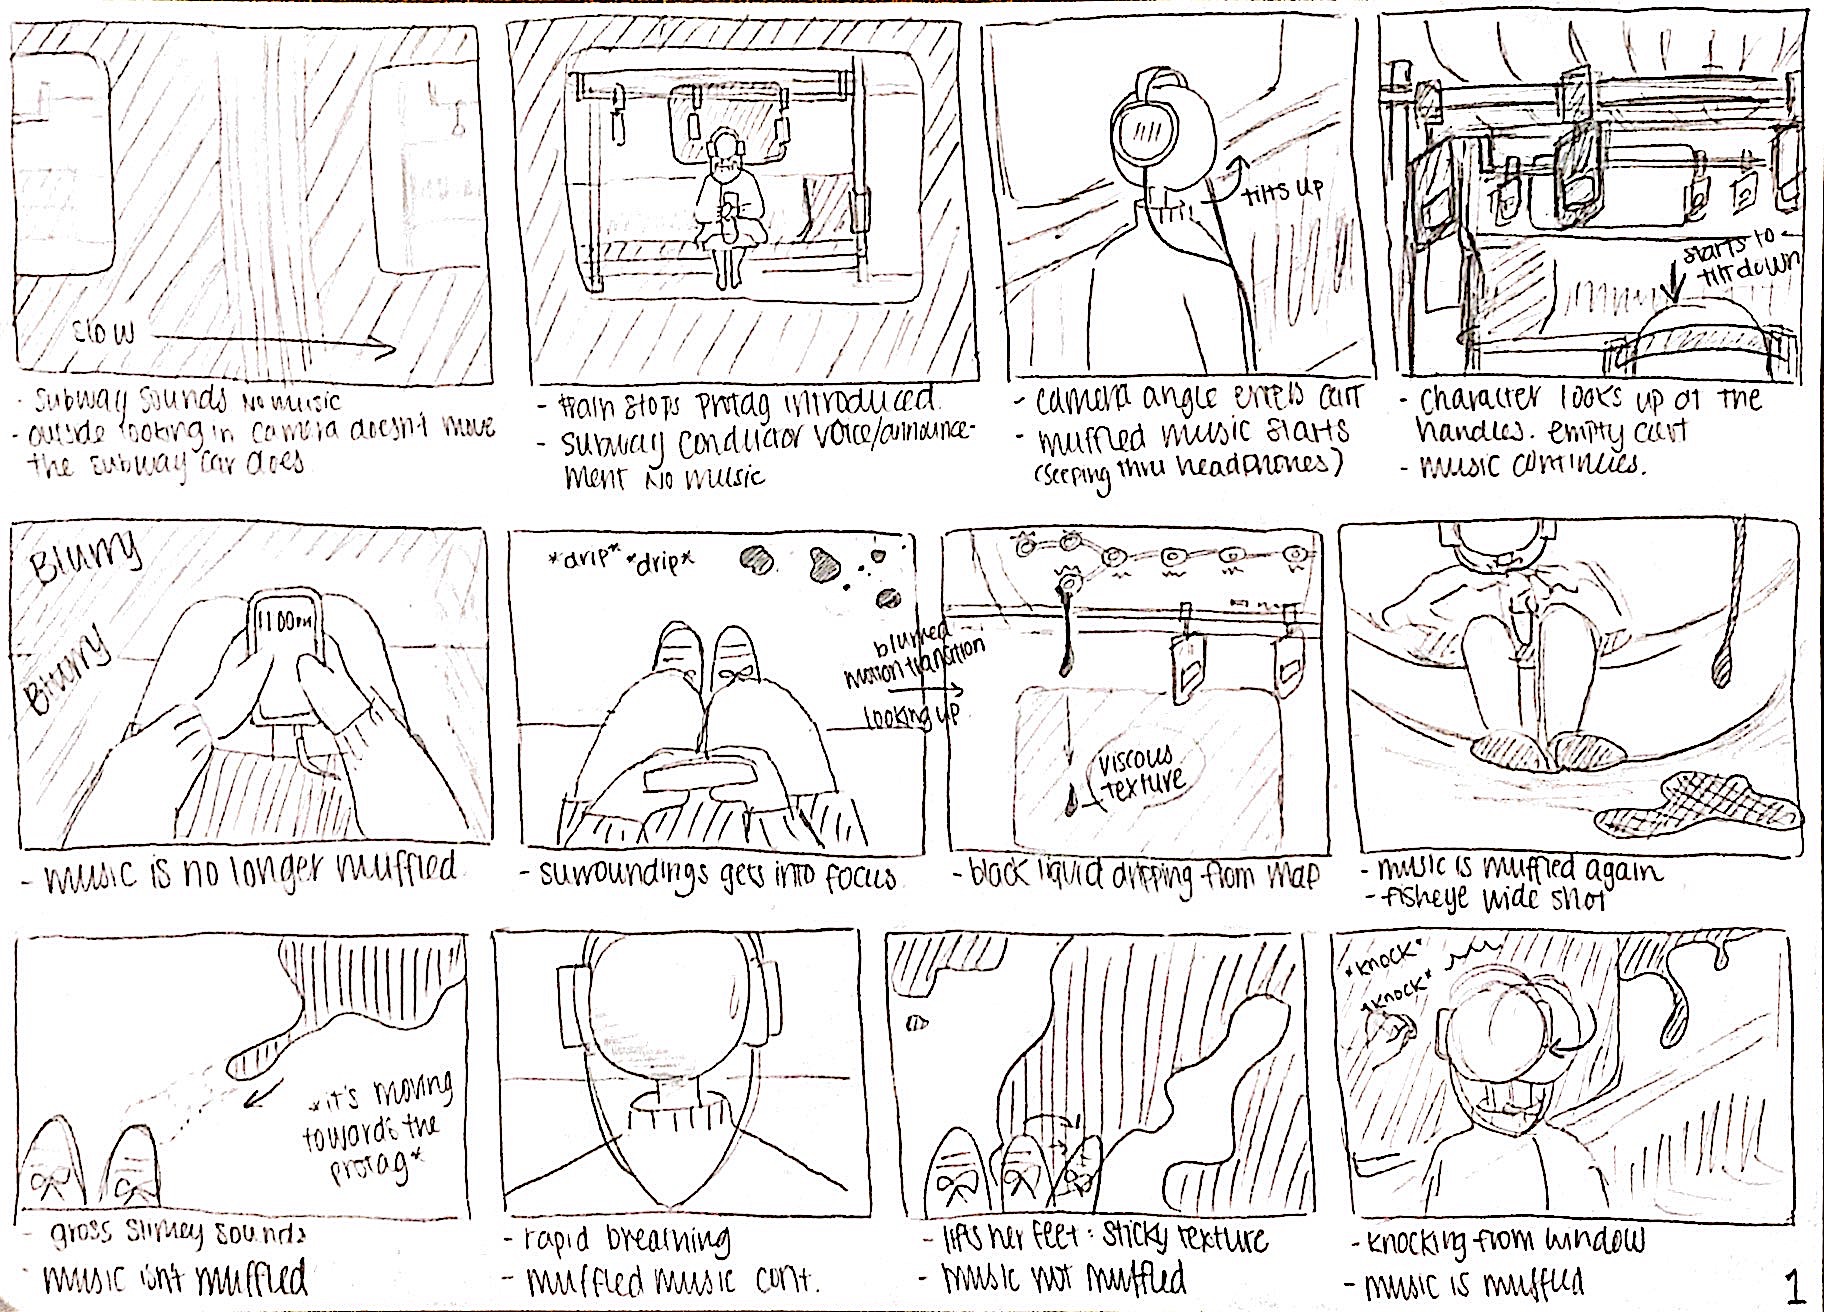 slow
- subway sounds no music
- outside looking in camera doesn't move
the subway car does
- train stops protag introduced.
- subway conductor voice/announce-
ment no music
tilts up
- camera angle enters cart
- muffled music starts
(seeping thru headphones)
starts to
tilt down
- character looks up at the
handles. empty cart
- music continues.
Blurry
Blurry
11:00PM
- music is no longer muffled.
*drip* *drip*
- surroundings gets into focus
blurred
motion transition
looking up
viscous
texture
- black liquid dripping from map
- music is muffled again
- fisheye wide shot
*it's moving
towards the
protag*
- gross slimey sounds
- music isn't muffled
- rapid breathing
- muffled music cont.
- lifts her feet: sticky texture
- music not muffled
*knock*
*knock*
- knocking from window
- music is muffled
1